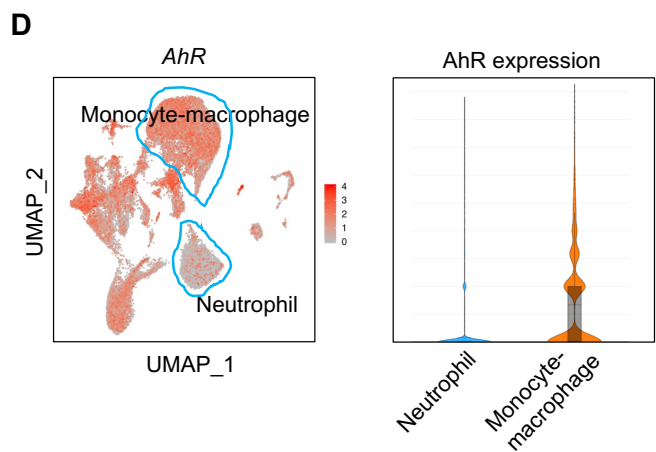 D
AhR
Monocyte-macrophage
Neutrophil
UMAP_2
UMAP_1
4
3
2
1
0
AhR expression
Neutrophil
Monocyte-
macrophage